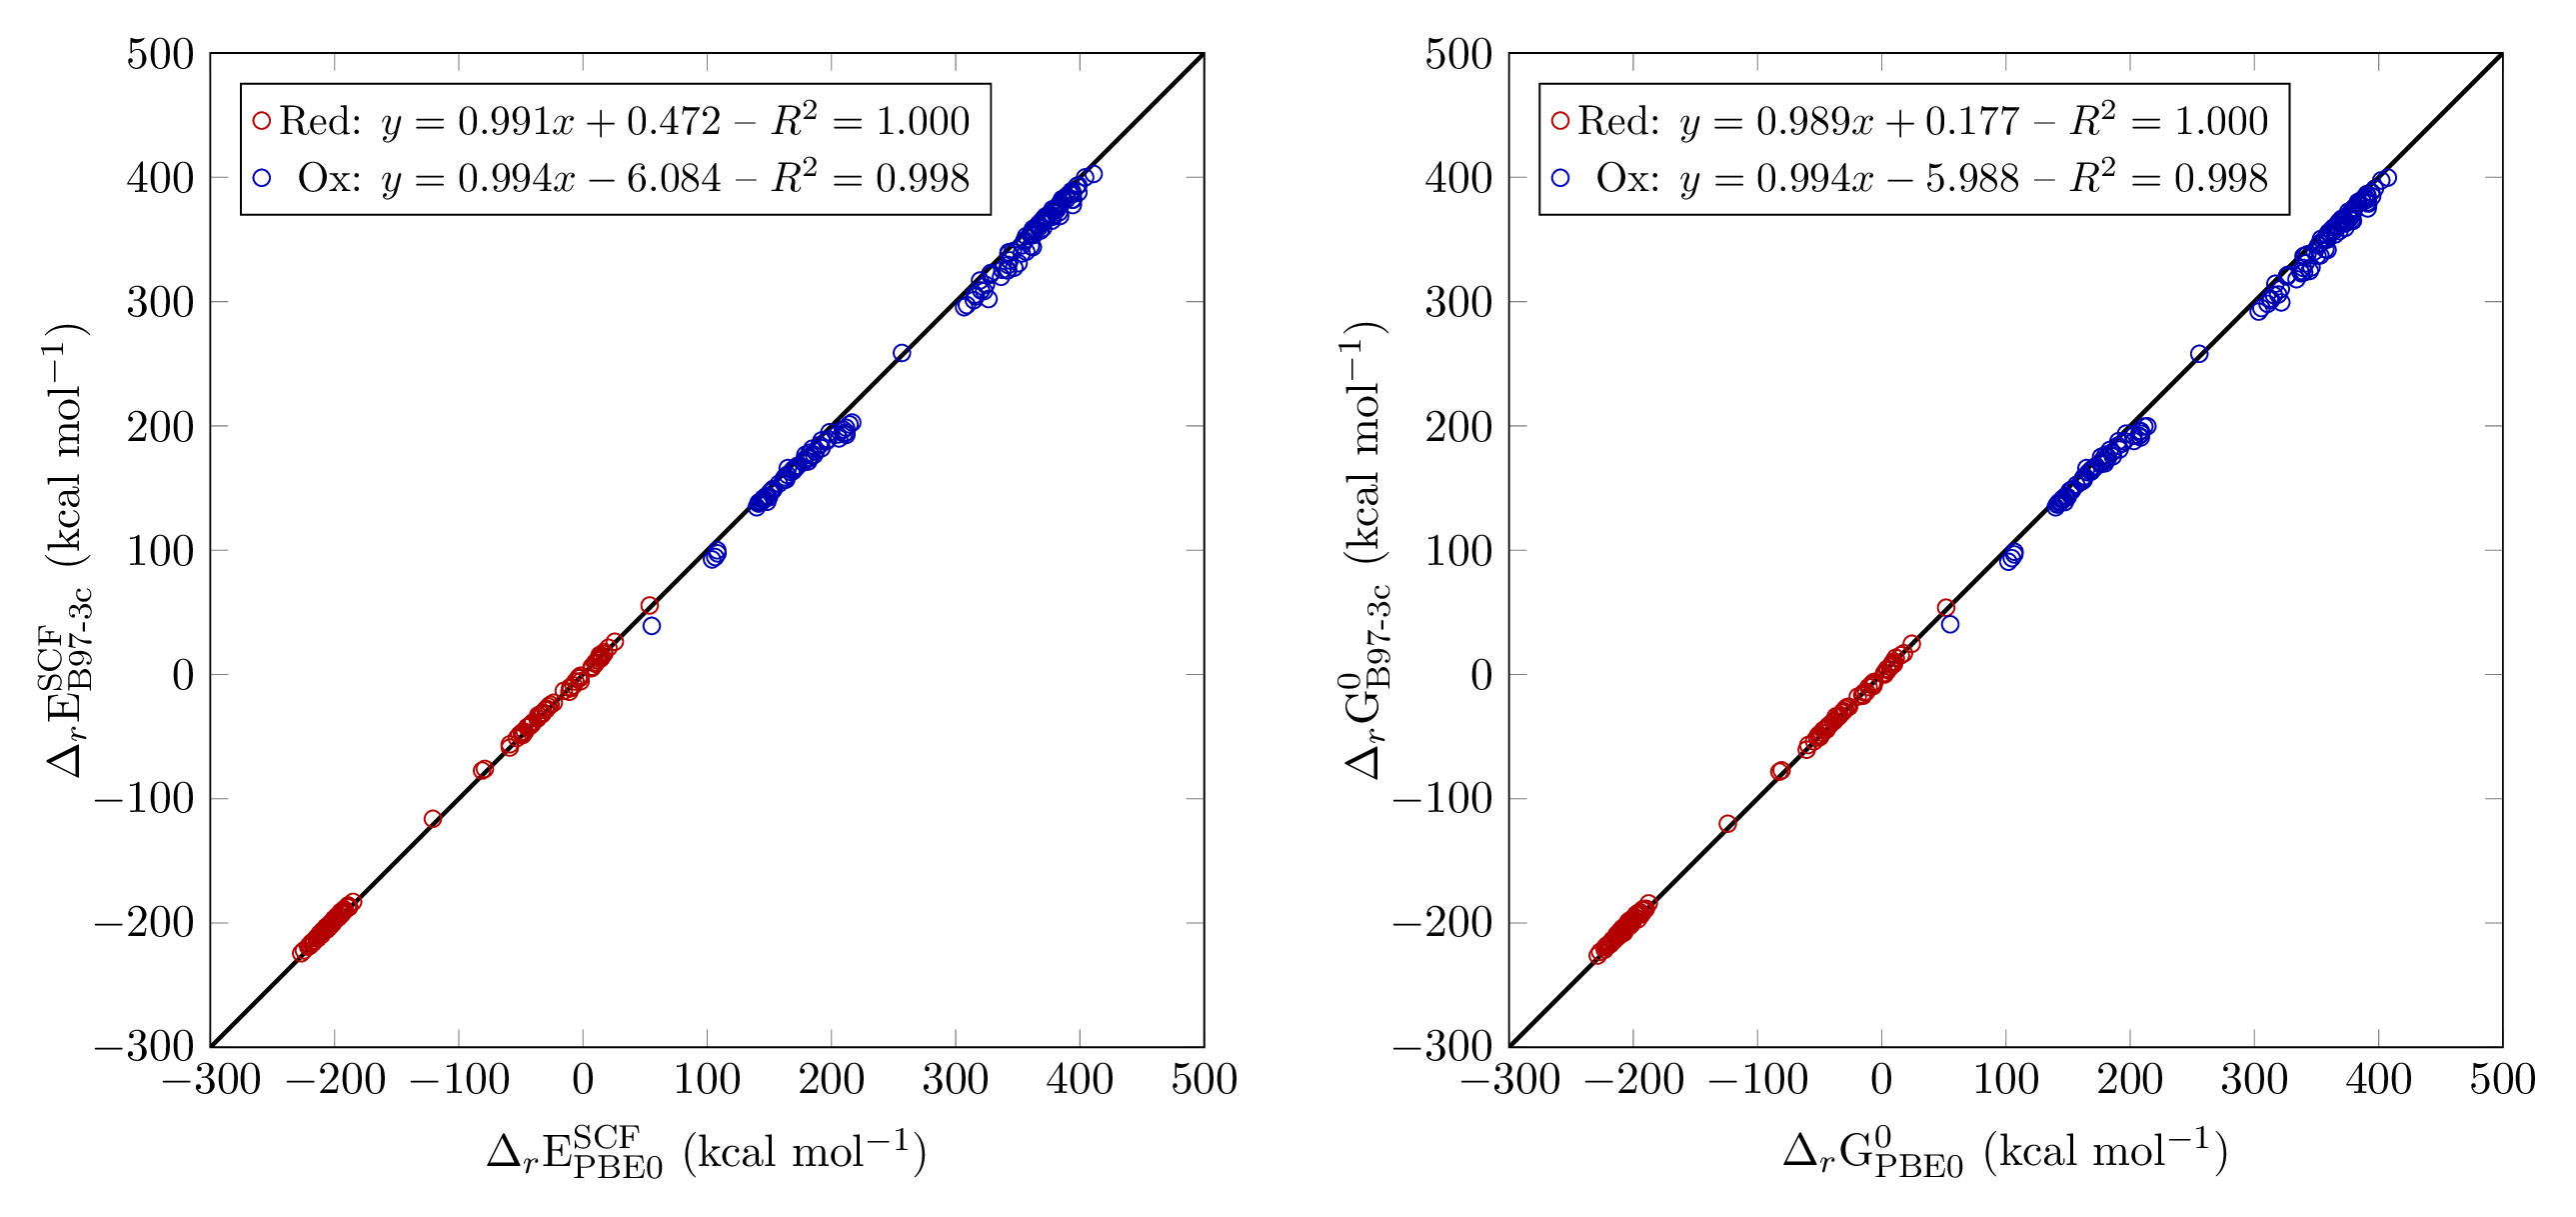 500
400
300
200
100
0
−100
−200
−300
−300 −200 −100 0 100 200 300 400 500
Red: y = 0.991x + 0.472 – R² = 1.000
Ox: y = 0.994x − 6.084 – R² = 0.998
ΔᵣE^SCF_B97-3c (kcal mol⁻¹)
ΔᵣE^SCF_PBE0 (kcal mol⁻¹)
500
400
300
200
100
0
−100
−200
−300
−300 −200 −100 0 100 200 300 400 500
Red: y = 0.989x + 0.177 – R² = 1.000
Ox: y = 0.994x − 5.988 – R² = 0.998
ΔᵣG^0_B97-3c (kcal mol⁻¹)
ΔᵣG^0_PBE0 (kcal mol⁻¹)